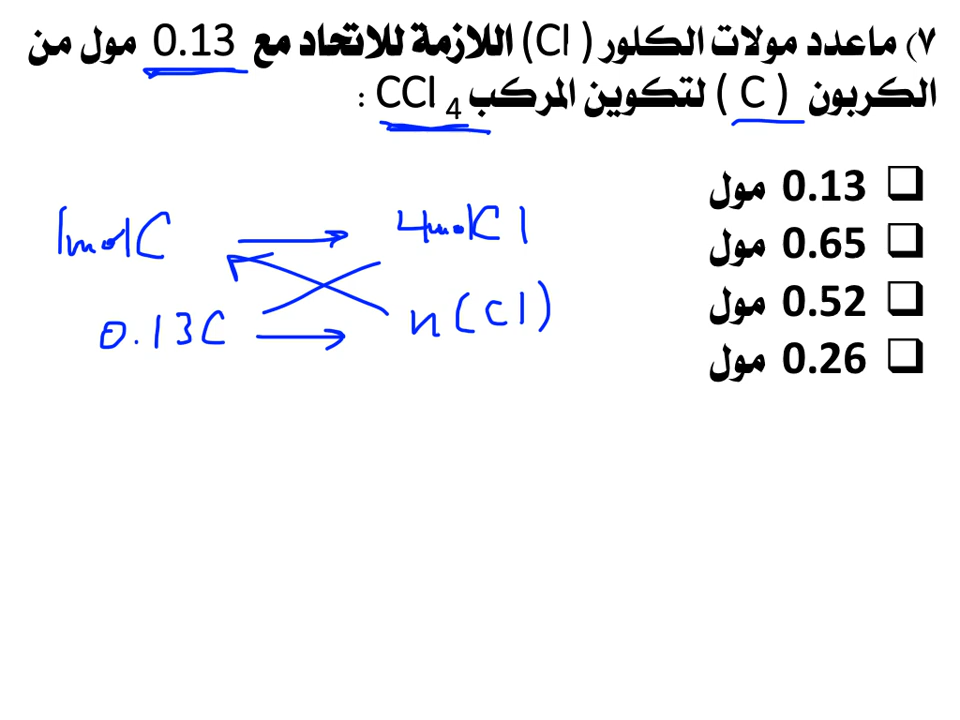 ٧) ماعدد مولات الكلور (Cl) اللازمة للاتحاد مع 0.13 مول من
الكربون (C) لتكوين المركب CCl4 :
❑ 0.13 مول
❑ 0.65 مول
❑ 0.52 مول
❑ 0.26 مول
1molC → 4molCl
0.13C → n(Cl)